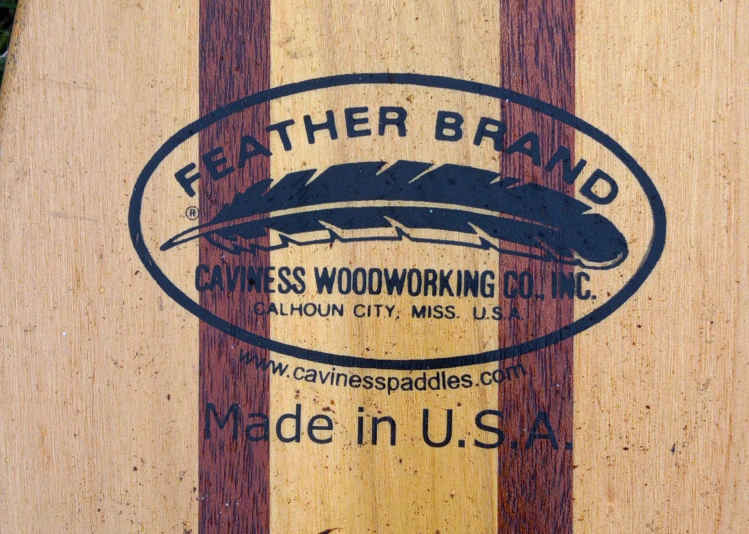 FEATHER BRAND
®
CAVINESS WOODWORKING CO., INC.
CALHOUN CITY, MISS. U.S.A.
www.cavinesspaddles.com
Made in U.S.A.